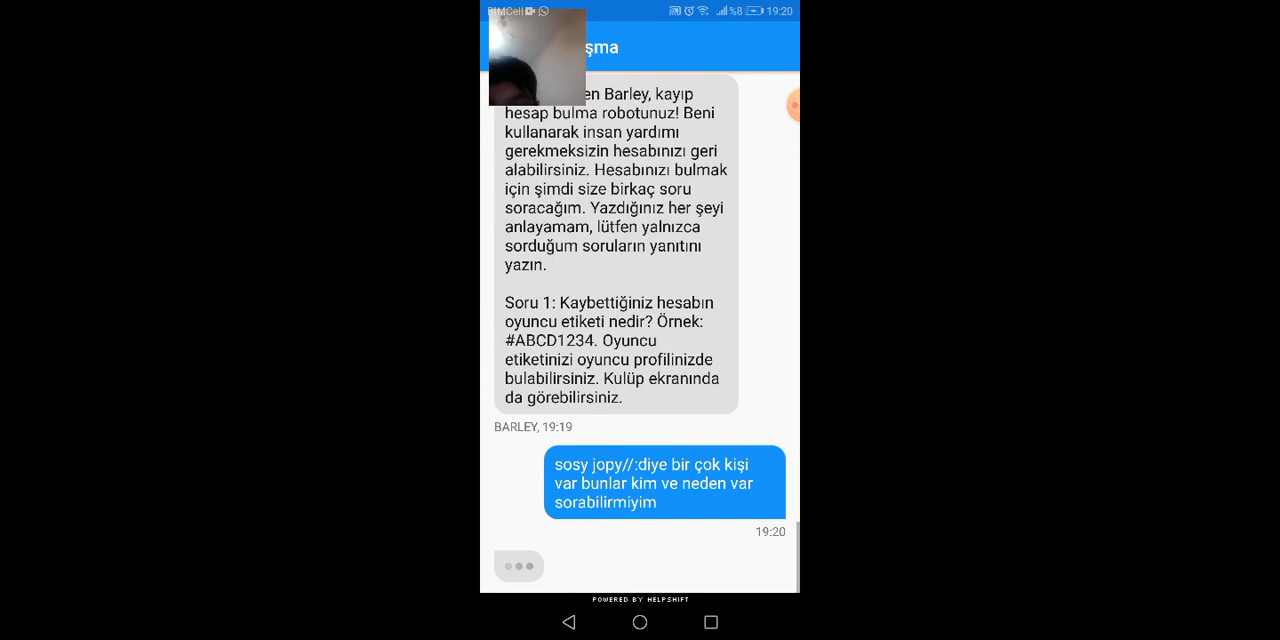 BIMCell
%8
19:20
şma
en Barley, kayıp
hesap bulma robotunuz! Beni
kullanarak insan yardımı
gerekmeksizin hesabınızı geri
alabilirsiniz. Hesabınızı bulmak
için şimdi size birkaç soru
soracağım. Yazdığınız her şeyi
anlayamam, lütfen yalnızca
sorduğum soruların yanıtını
yazın.
Soru 1: Kaybettiğiniz hesabın
oyuncu etiketi nedir? Örnek:
#ABCD1234. Oyuncu
etiketinizi oyuncu profilinizde
bulabilirsiniz. Kulüp ekranında
da görebilirsiniz.
BARLEY, 19:19
sosy jopy//:diye bir çok kişi
var bunlar kim ve neden var
sorabilirmiyim
19:20
POWERED BY HELPSHIFT